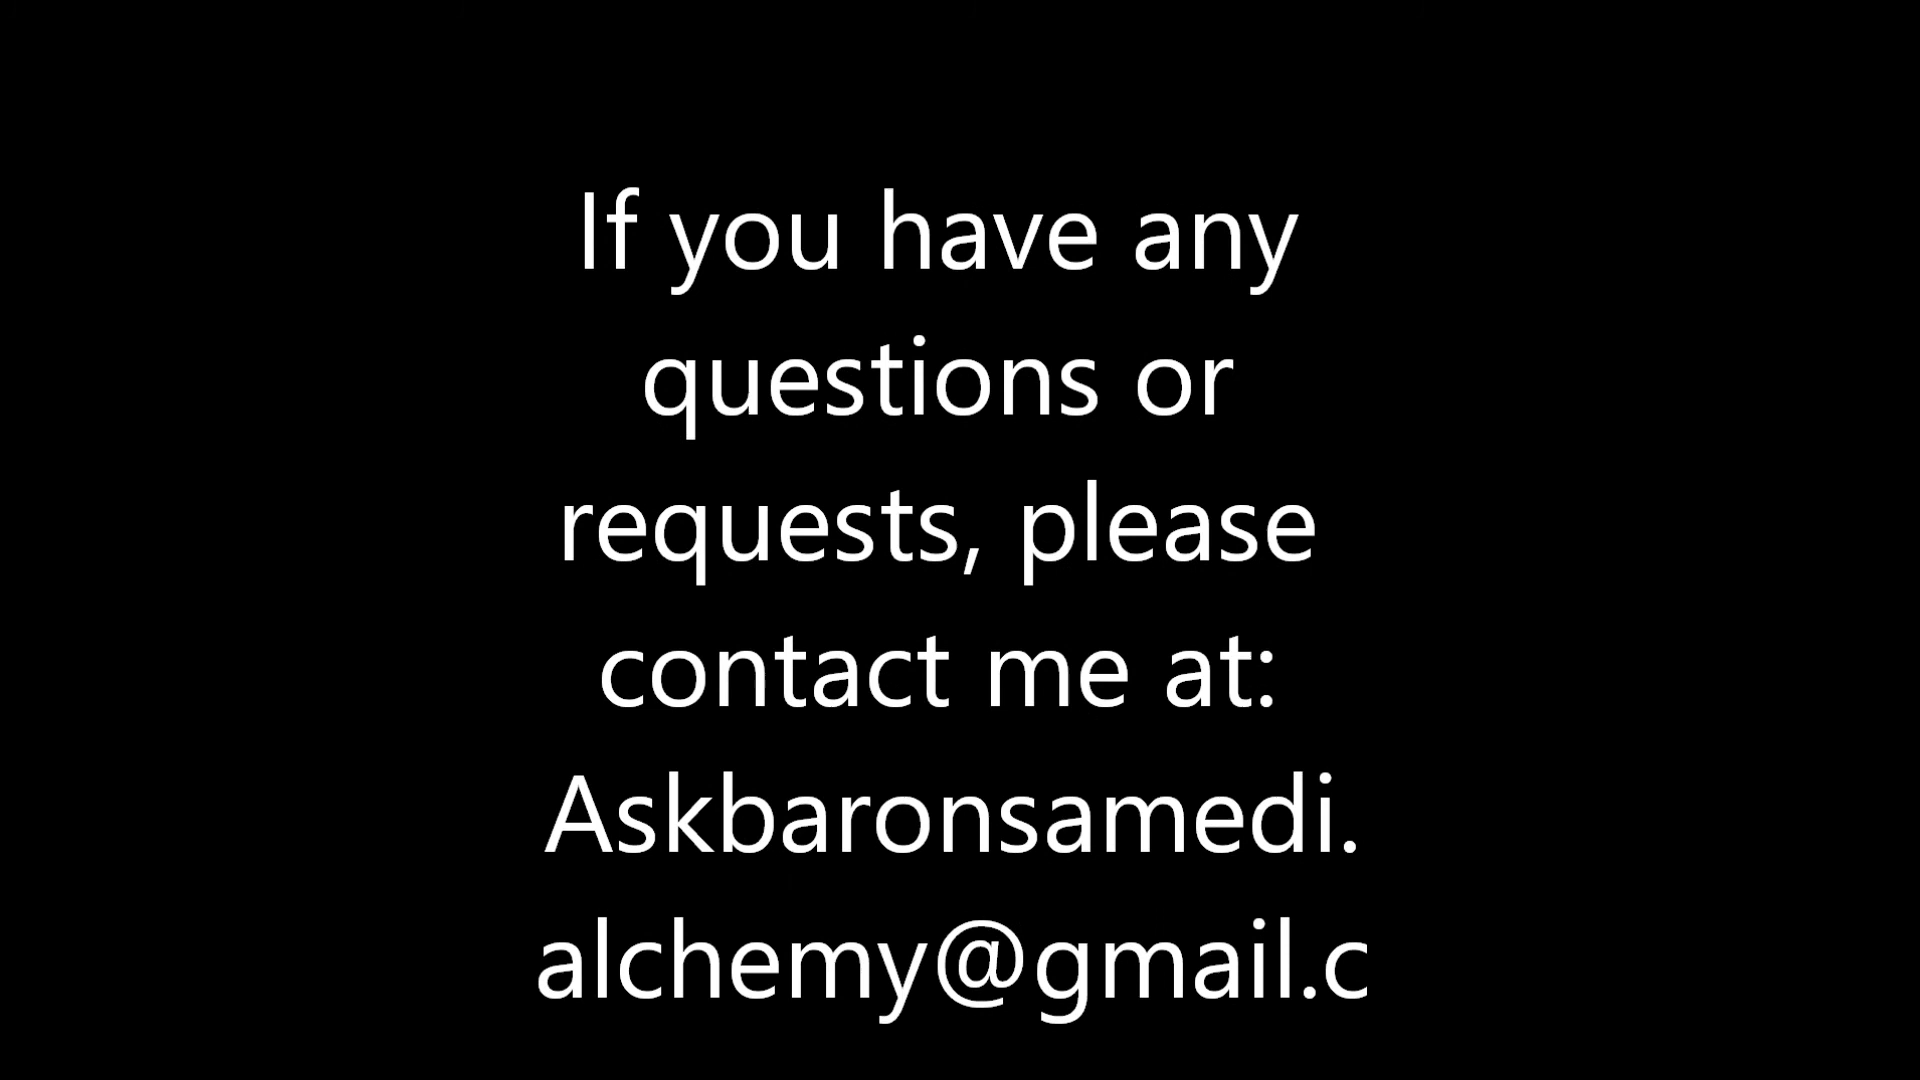 If you have any
questions or
requests, please
contact me at:
Askbaronsamedi.
alchemy@gmail.c